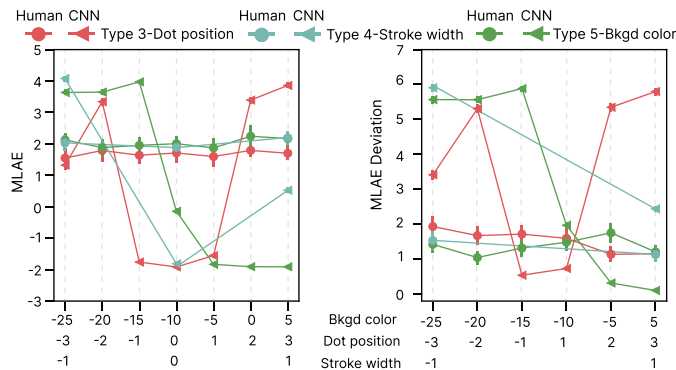 Human CNN Human CNN Human CNN
Type 3-Dot position Type 4-Stroke width Type 5-Bkgd color
5 7
4 6
3 5
2 4
1 3
0 2
-1 1
-2 0
-3
MLAE MLAE Deviation
-25 -20 -15 -10 -5 0 5 Bkgd color -25 -20 -15 -10 -5 5
-3 -2 -1 0 1 2 3 Dot position -3 -2 -1 1 2 3
-1 0 1 Stroke width -1 1